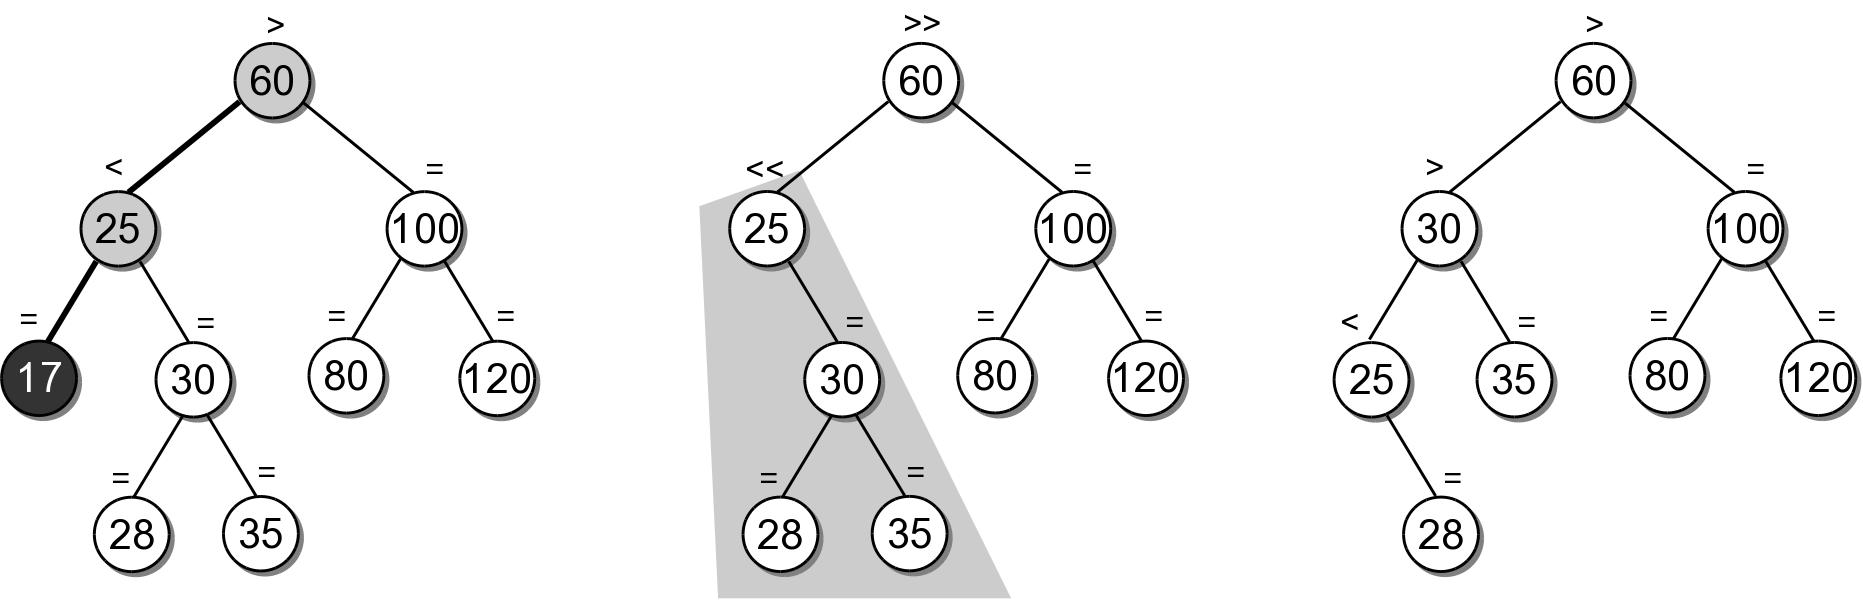 > >> >
60 60 60
< = << = > =
25 100 25 100 30 100
= = = = = = = < = = =
17 30 80 120 30 80 120 25 35 80 120
= = = = =
28 35 28 35 28